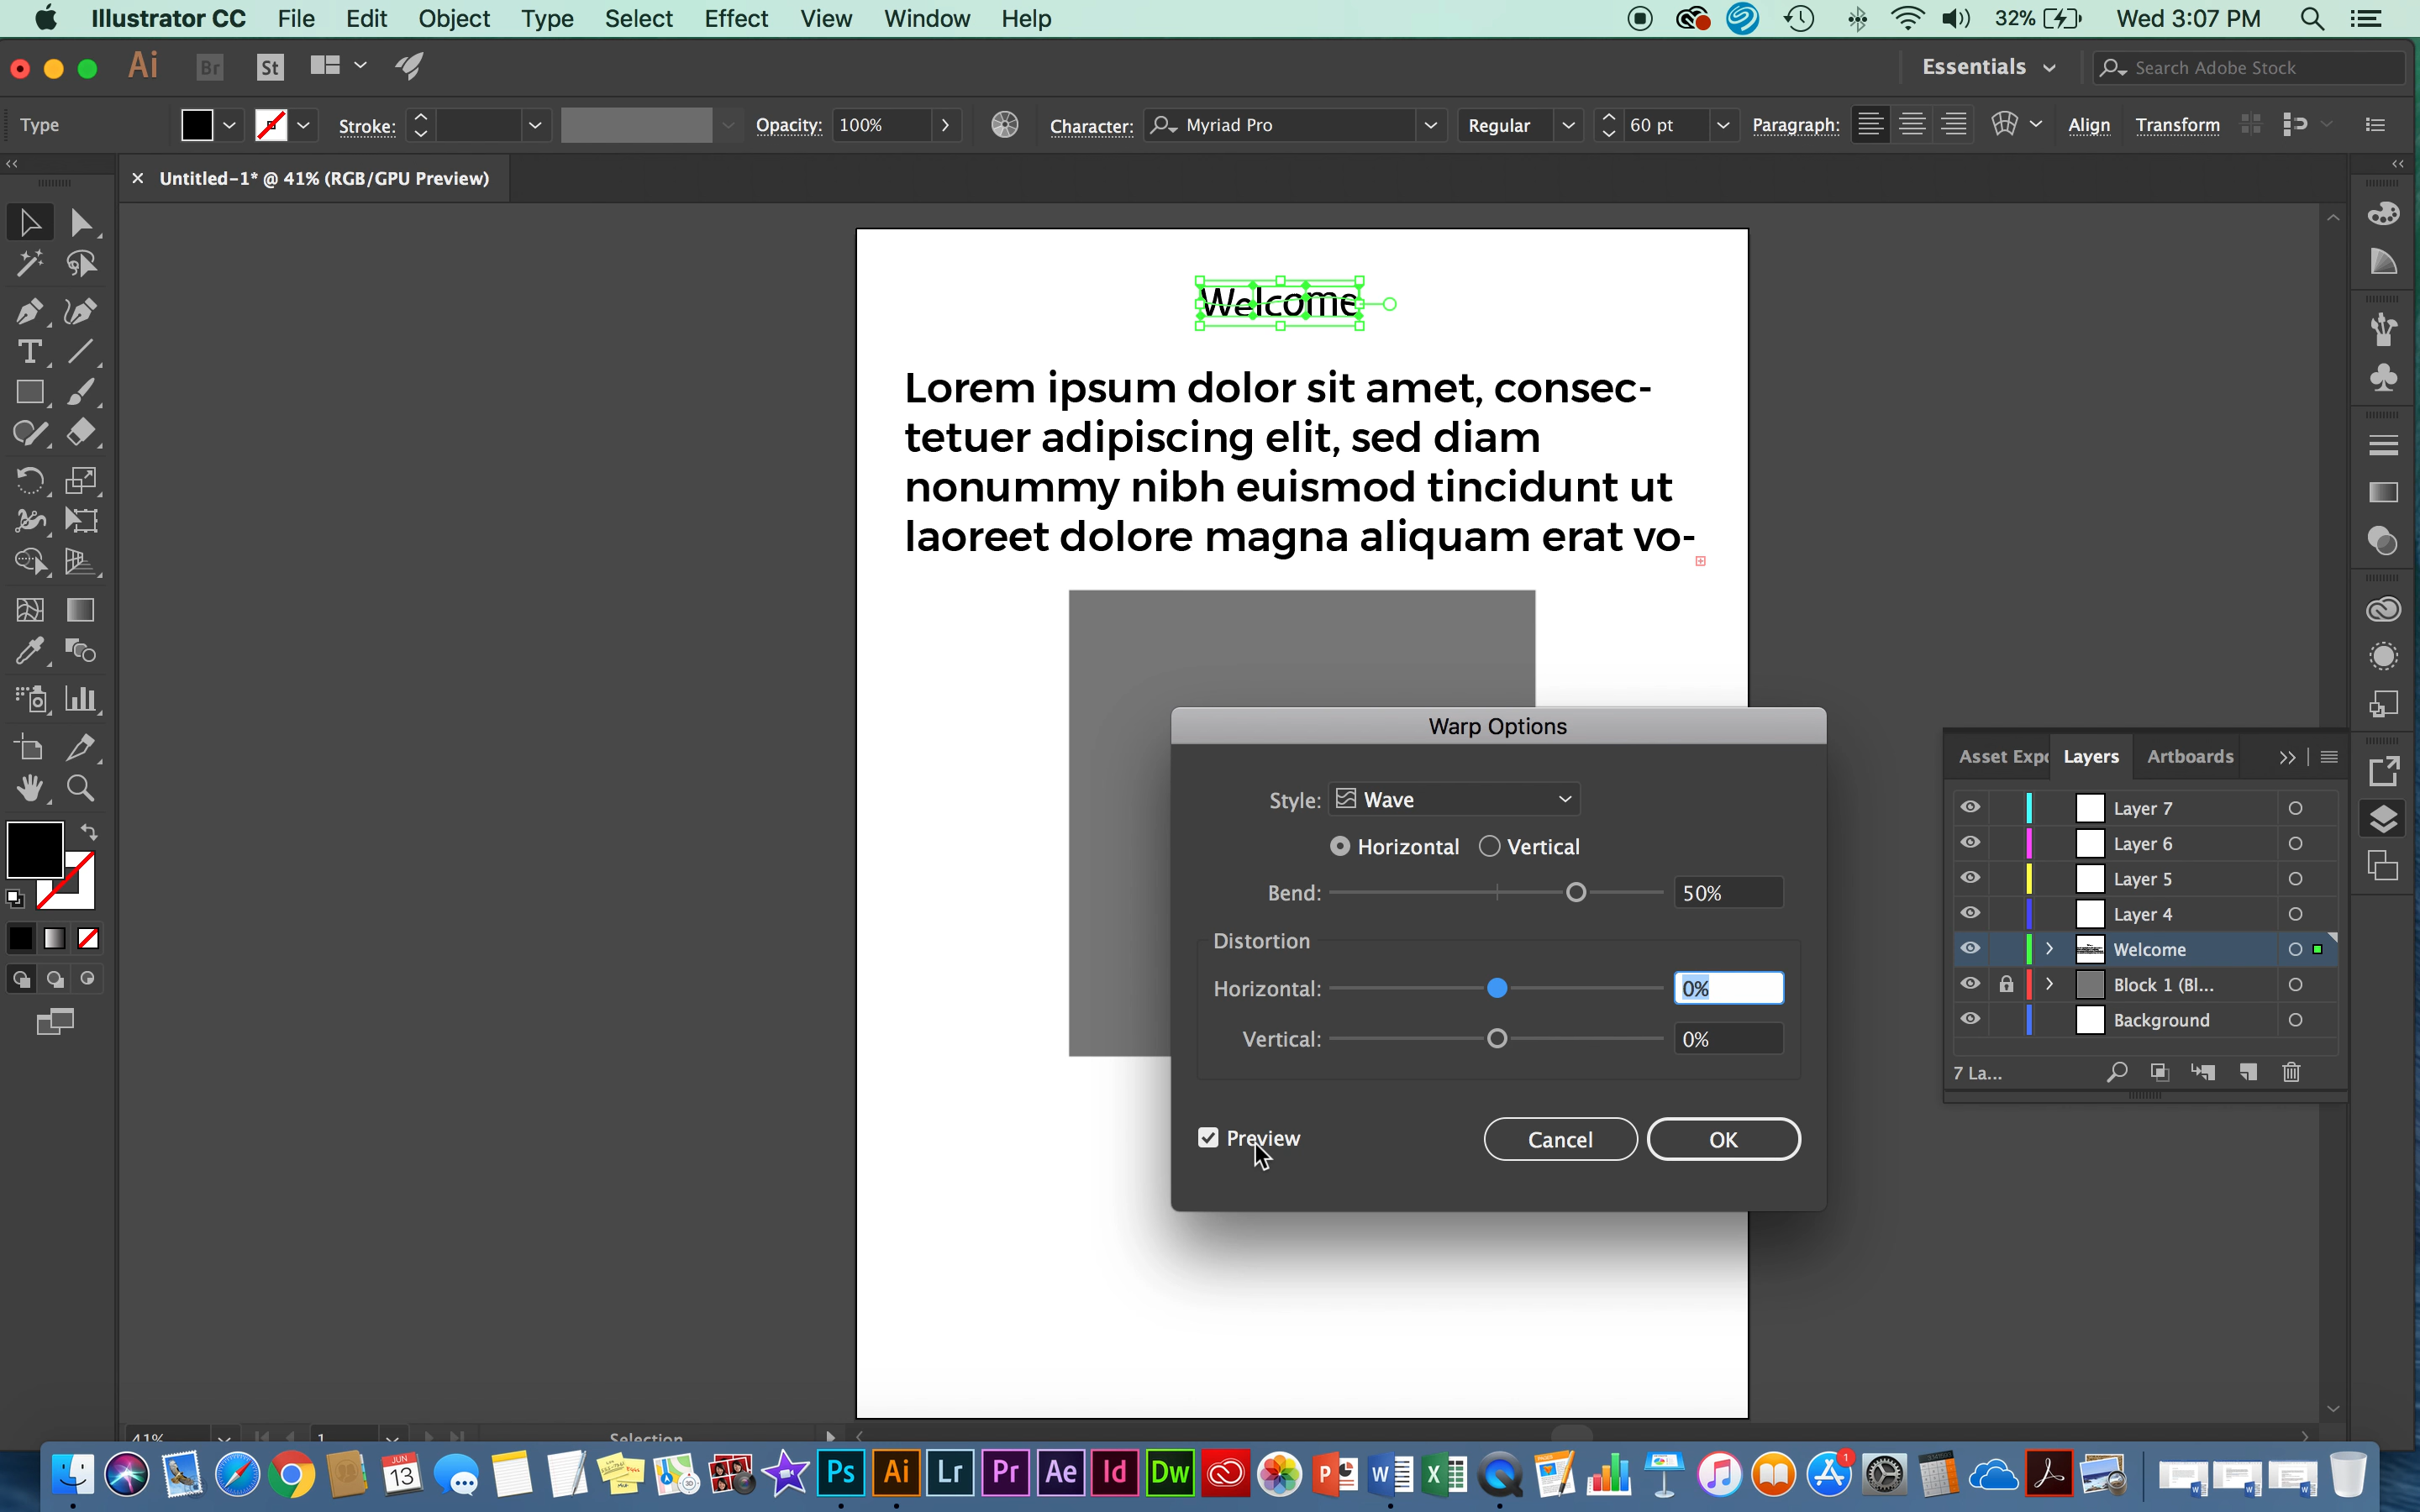 Illustrator CC File Edit Object Type Select Effect View Window Help
32% Wed 3:07 PM
Ai Br St
Essentials
Search Adobe Stock
Type
Stroke:
Opacity: 100%
Character: Myriad Pro
Regular
60 pt
Paragraph:
Align
Transform
Untitled-1* @ 41% (RGB/GPU Preview)
Welcome
Lorem ipsum dolor sit amet, consec-
tetuer adipiscing elit, sed diam
nonummy nibh euismod tincidunt ut
laoreet dolore magna aliquam erat vo-
Warp Options
Style: Wave
Horizontal Vertical
Bend: 50%
Distortion
Horizontal: 0%
Vertical: 0%
Preview
Cancel
OK
Asset Expo Layers Artboards
Layer 7
Layer 6
Layer 5
Layer 4
Welcome
Block 1 (Bl...
Background
7 La...
41% 1 Selection
JUN
13
Ps Ai Lr Pr Ae Id Dw
1